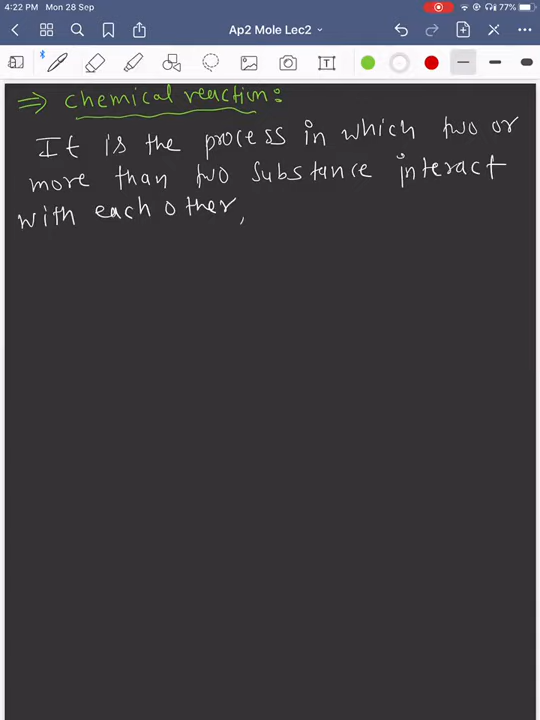 4:22 PM Mon 28 Sep
77%
Ap2 Mole Lec2
T
⇒ Chemical reaction:
It is the process in which two or
more than two substance interact
with each other,